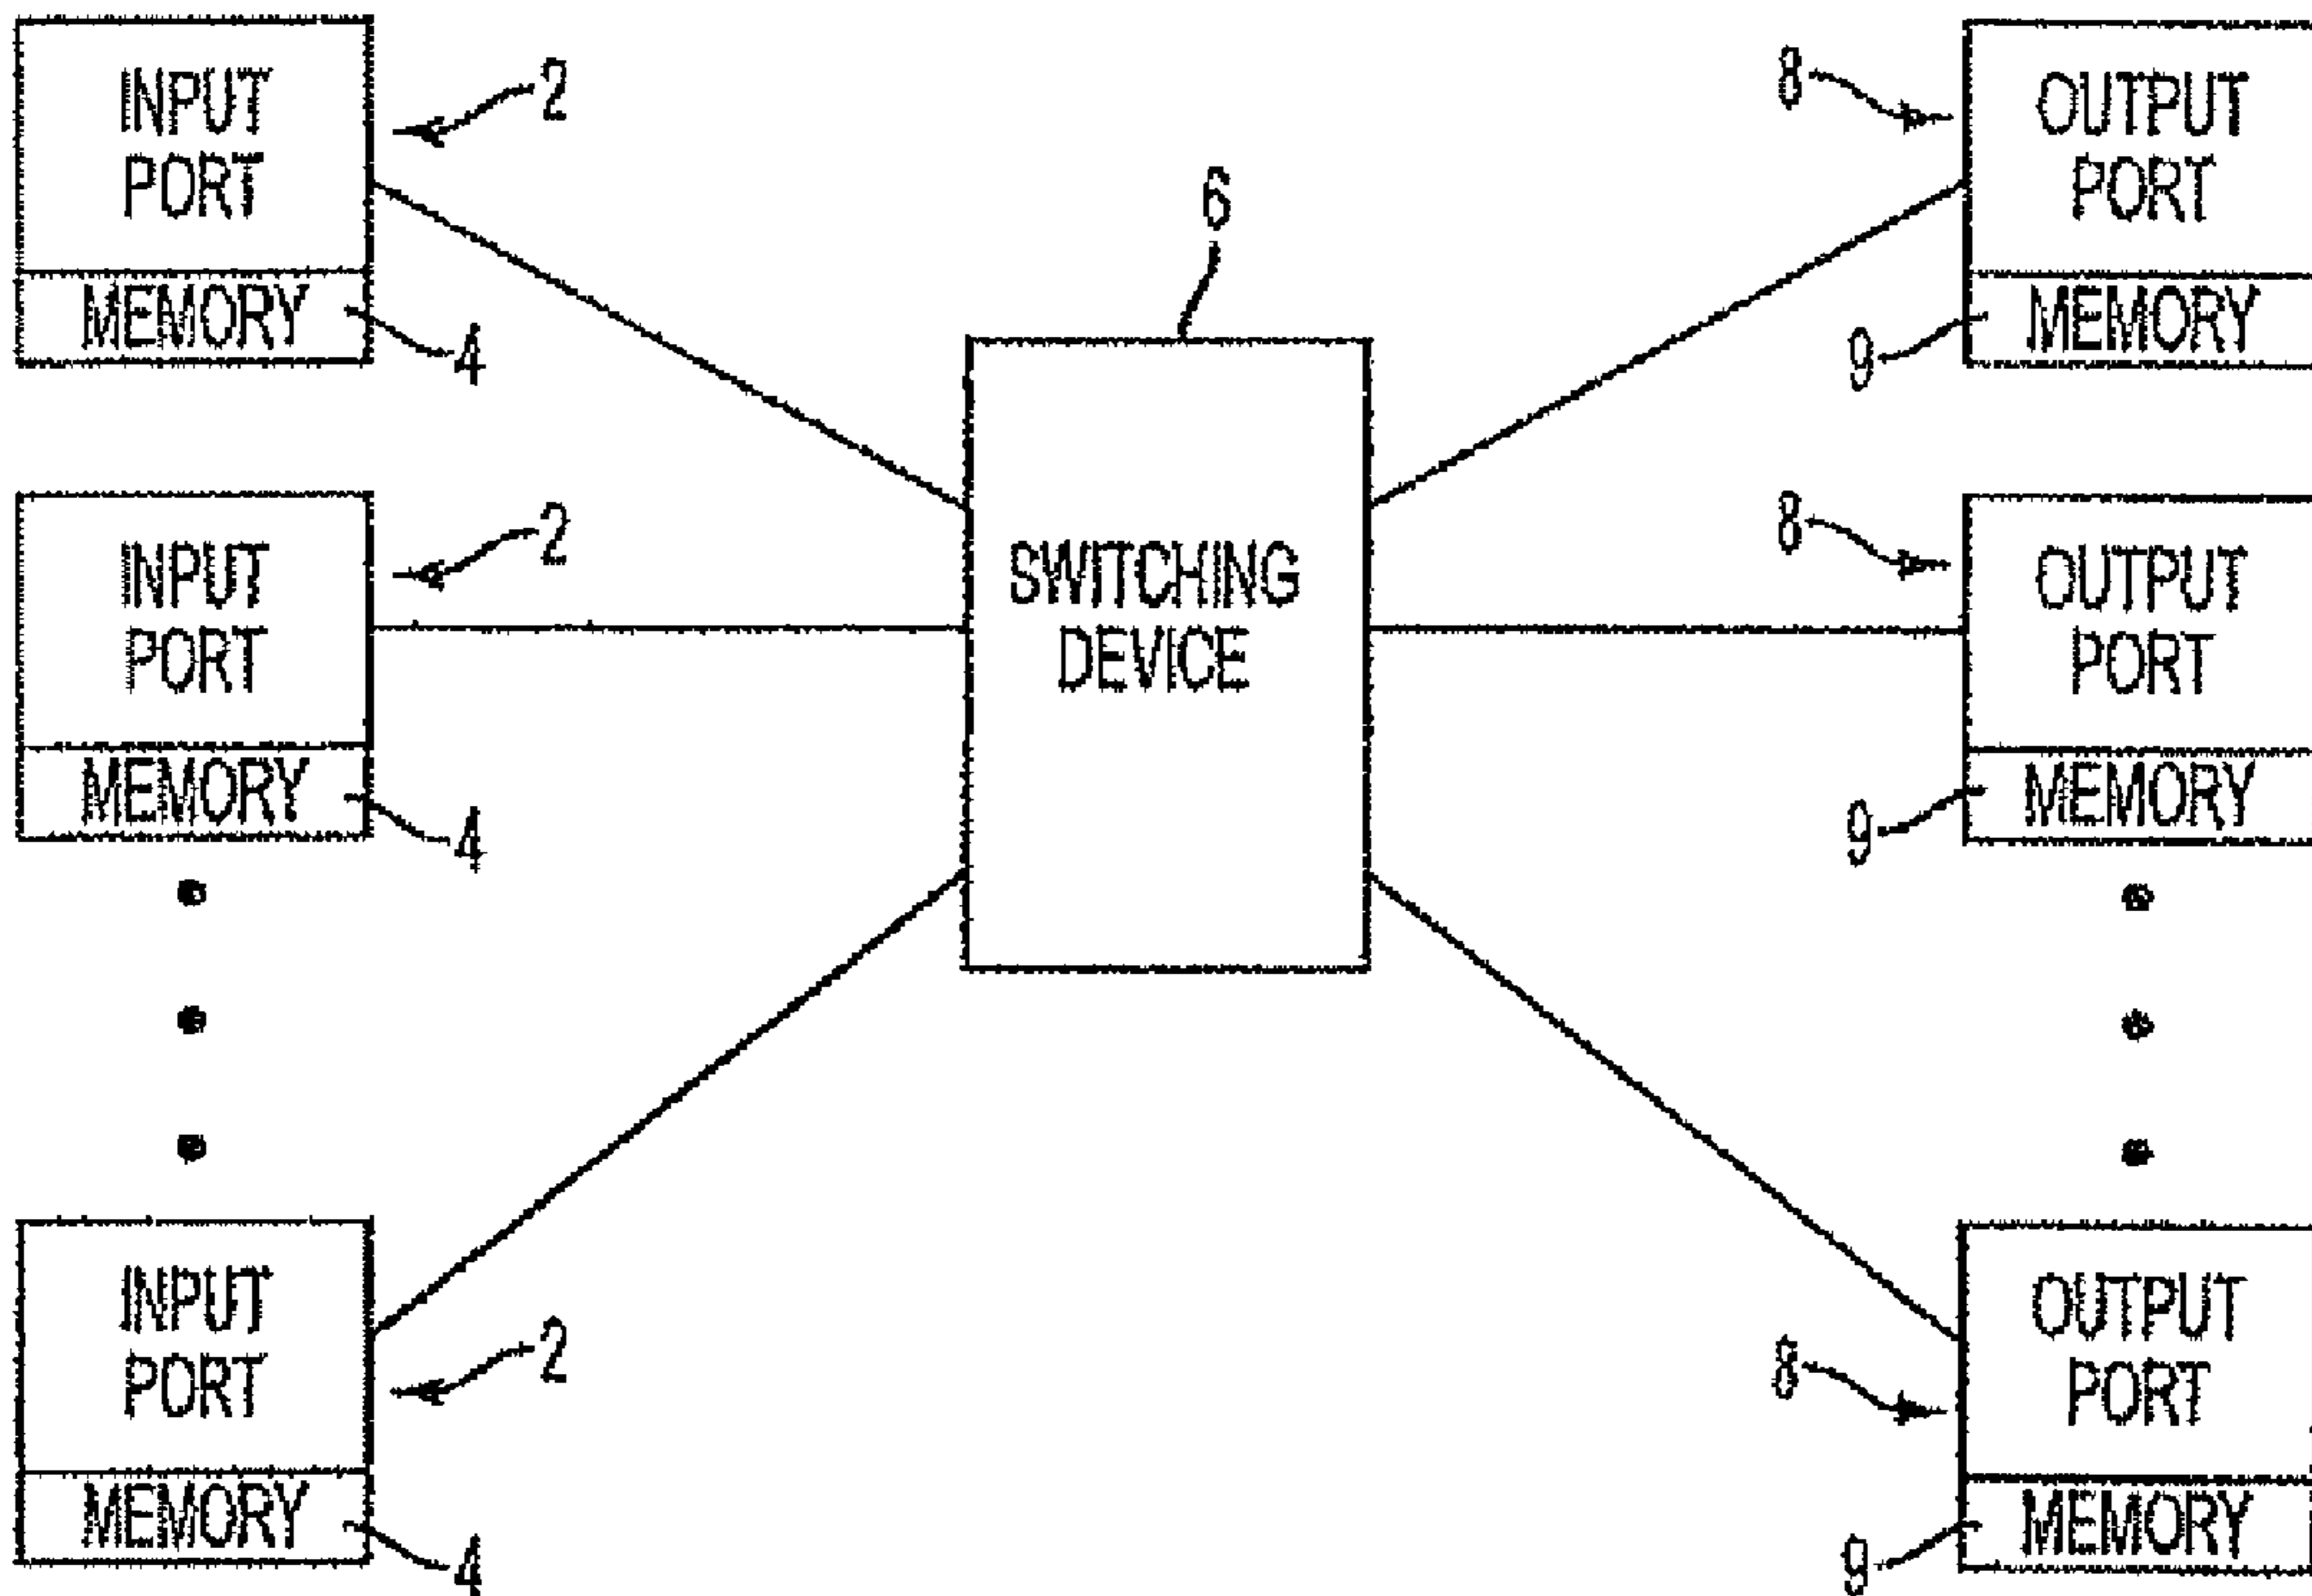 INPUT
PORT
2
MEMORY
4
INPUT
PORT
2
MEMORY
4
INPUT
PORT
2
MEMORY
4
6
SWITCHING
DEVICE
8
OUTPUT
PORT
9
MEMORY
8
OUTPUT
PORT
9
MEMORY
8
OUTPUT
PORT
9
MEMORY